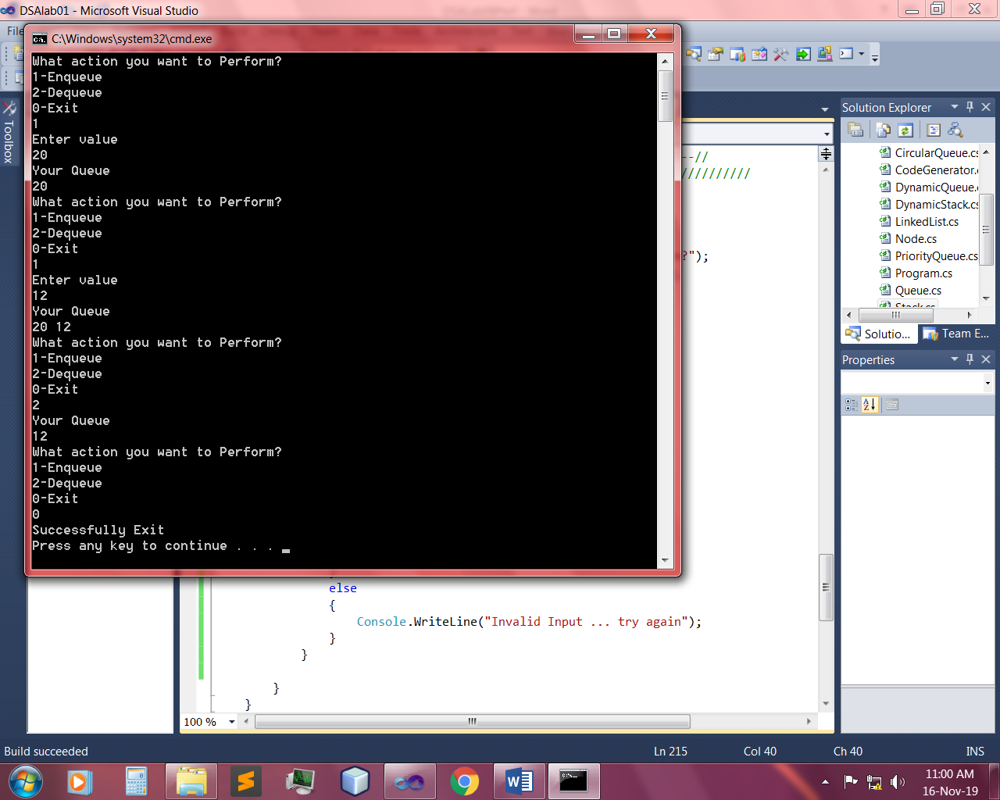 DSAlab01 - Microsoft Visual Studio
C:\Windows\system32\cmd.exe
What action you want to Perform?
1-Enqueue
2-Dequeue
0-Exit
1
Enter value
20
Your Queue
20
What action you want to Perform?
1-Enqueue
2-Dequeue
0-Exit
1
Enter value
12
Your Queue
20 12
What action you want to Perform?
1-Enqueue
2-Dequeue
0-Exit
2
Your Queue
12
What action you want to Perform?
1-Enqueue
2-Dequeue
0-Exit
0
Successfully Exit
Press any key to continue . . .
Toolbox
--//
//////////
?");
else
{
Console.WriteLine("Invalid Input ... try again");
}
}
}
}
100 %
Solution Explorer
CircularQueue.cs
CodeGenerator.
DynamicQueue.
DynamicStack.cs
LinkedList.cs
Node.cs
PriorityQueue.cs
Program.cs
Queue.cs
Stack.cs
Solutio...
Team E...
Properties
Build succeeded
Ln 215
Col 40
Ch 40
INS
11:00 AM
16-Nov-19